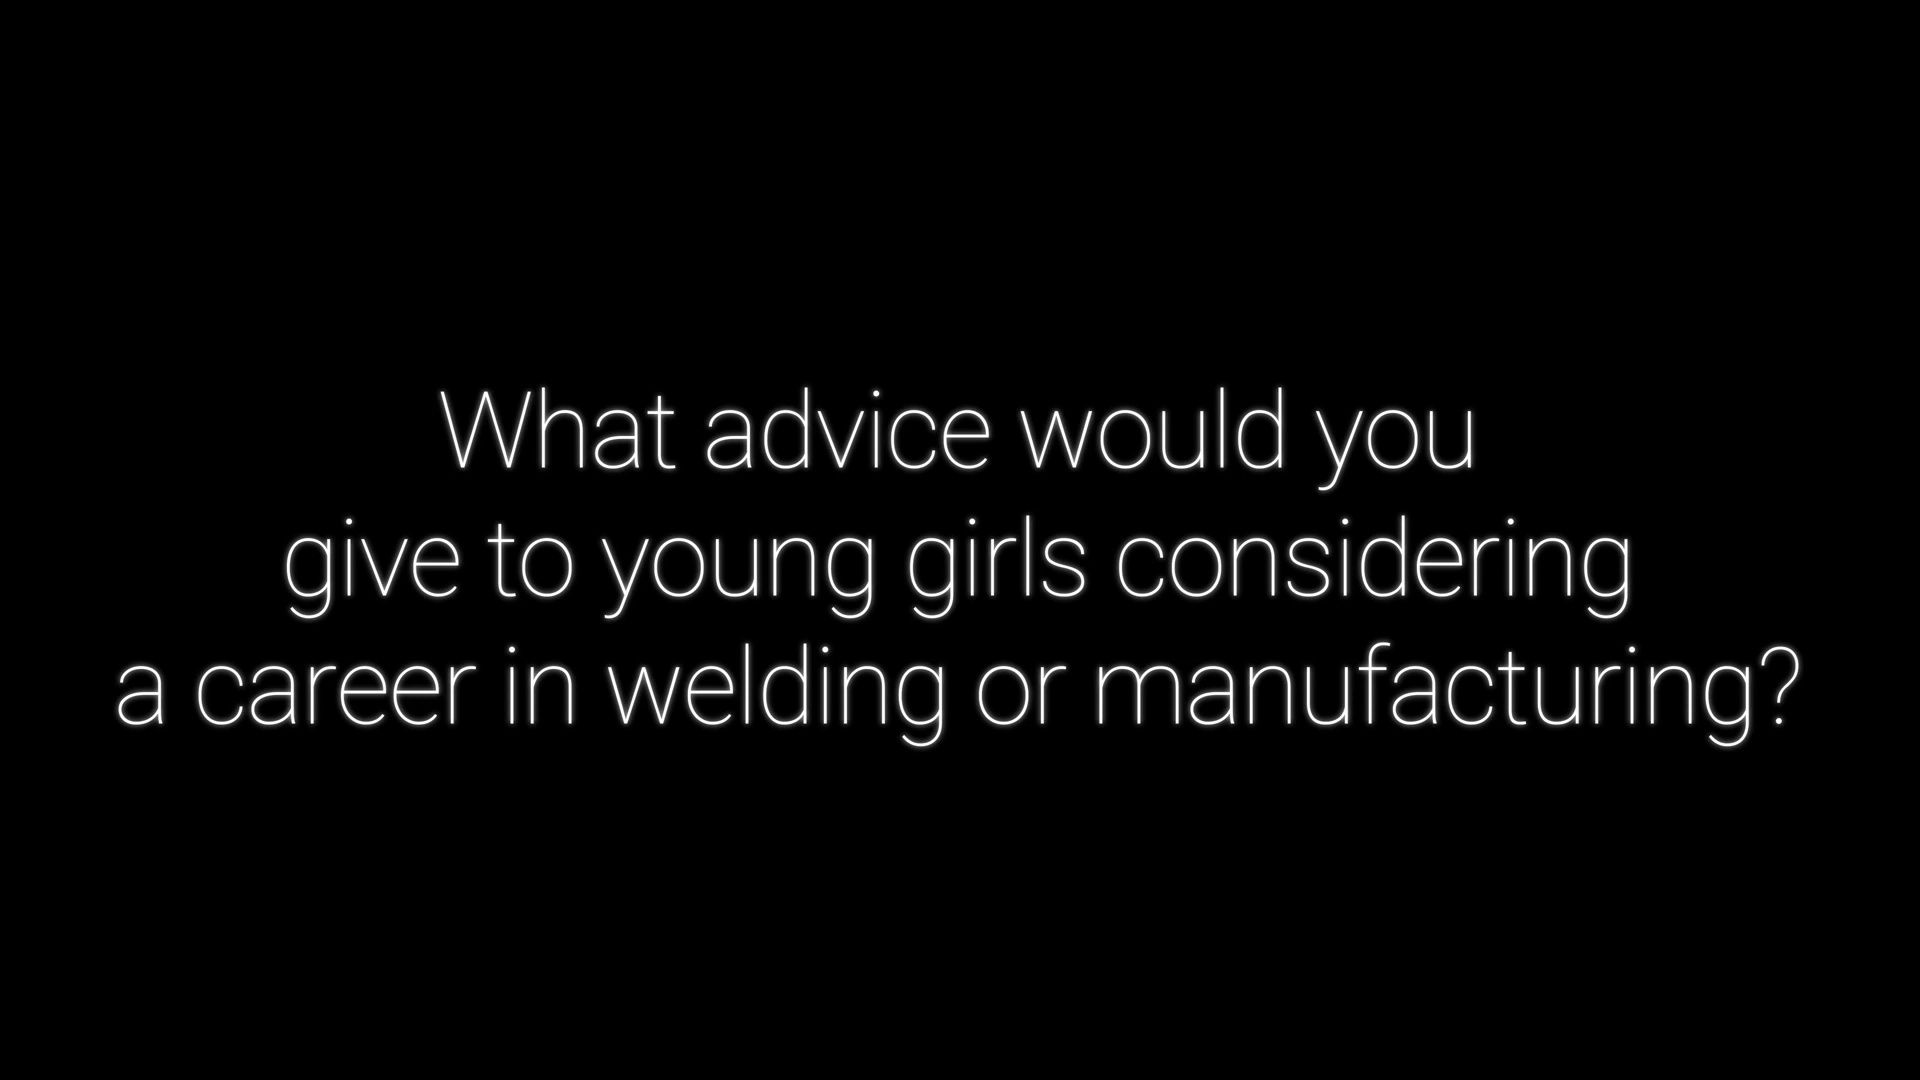 What advice would you
give to young girls considering
a career in welding or manufacturing?